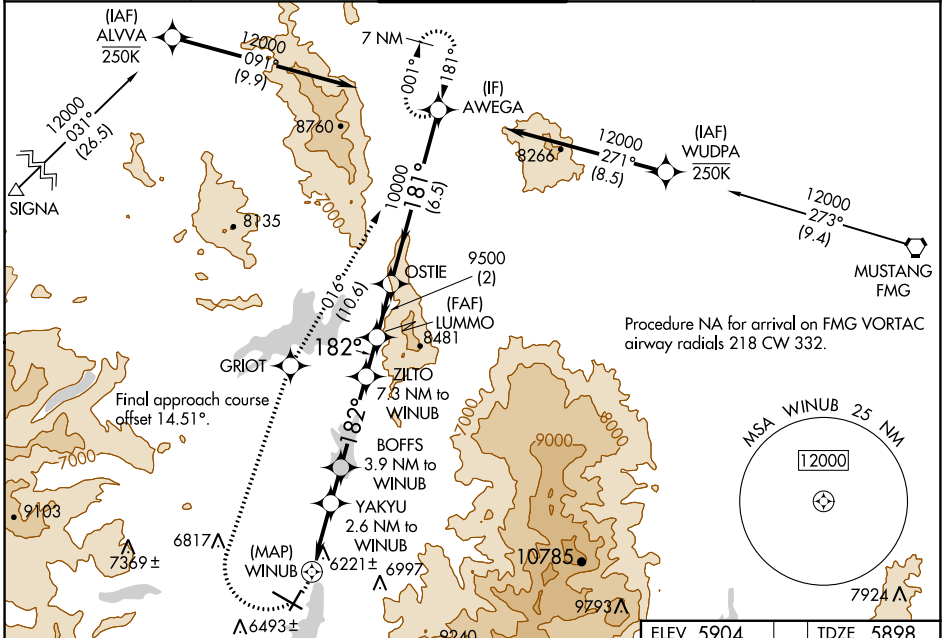 (IAF)
ALVVA
250K
12000
091°
(9.9)
7 NM
001°
181°
(IF)
AWEGA
12000
031°
(26.5)
SIGNA
8760
7000
8135
8266
12000
271°
(8.5)
(IAF)
WUDPA
250K
12000
273°
(9.4)
MUSTANG
FMG
10000
181°
(6.5)
016°
(10.6)
OSTIE
9500
(2)
(FAF)
LUMMO
8481
Procedure NA for arrival on FMG VORTAC
airway radials 218 CW 332.
GRIOT
182°
ZILTO
7.3 NM to
WINUB
Final approach course
offset 14.51°.
182°
7000
9000
8000
MSA WINUB 25 NM
12000
7000
BOFFS
3.9 NM to
WINUB
9103
YAKYU
2.6 NM to
WINUB
6817
7369±
(MAP)
WINUB
6221±
6997
10785
7924
9793
6493±
9240
ELEV 5904
TDZE 5898